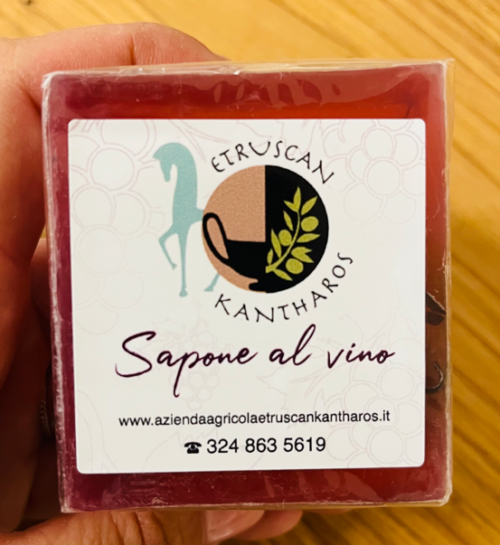 ETRUSCAN
KANTHAROS
Sapone al vino
www.aziendaagricolaetruscankantharos.it
☎ 324 863 5619